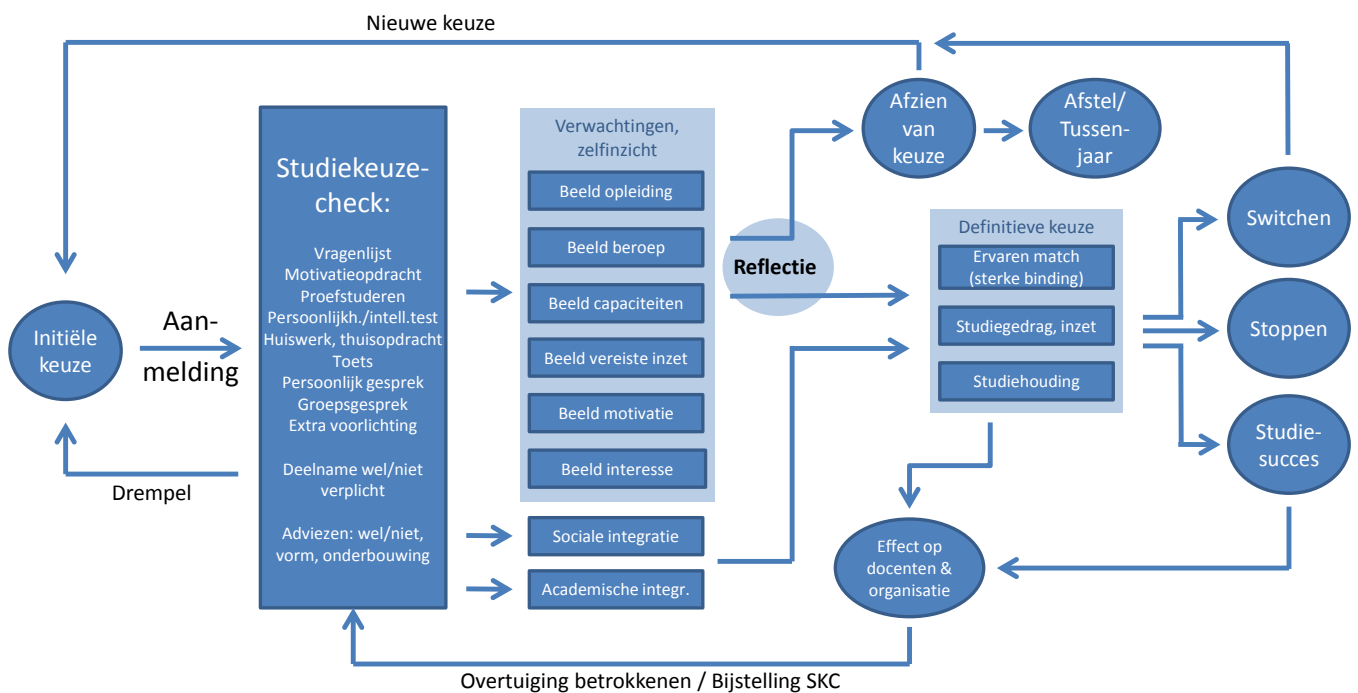 Nieuwe keuze
Initiële
keuze
Aan-
melding
Drempel
Studiekeuze-
check:
Vragenlijst
Motivatieopdracht
Proefstuderen
Persoonlijkh./intell.test
Huiswerk, thuisopdracht
Toets
Persoonlijk gesprek
Groepsgesprek
Extra voorlichting
Deelname wel/niet
verplicht
Adviezen: wel/niet,
vorm, onderbouwing
Verwachtingen,
zelfinzicht
Beeld opleiding
Beeld beroep
Beeld capaciteiten
Beeld vereiste inzet
Beeld motivatie
Beeld interesse
Sociale integratie
Academische integr.
Reflectie
Afzien
van
keuze
Afstel/
Tussen-
jaar
Definitieve keuze
Ervaren match
(sterke binding)
Studiegedrag, inzet
Studiehouding
Switchen
Stoppen
Studie-
succes
Effect op
docenten &
organisatie
Overtuiging betrokkenen / Bijstelling SKC